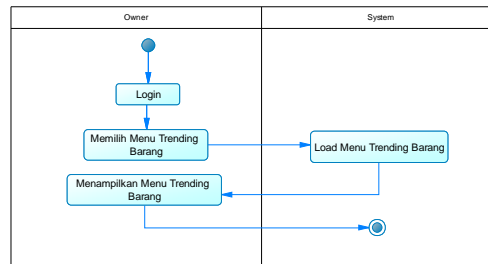 Owner
System
Login
Memilih Menu Trending
Barang
Load Menu Trending Barang
Menampilkan Menu Trending
Barang